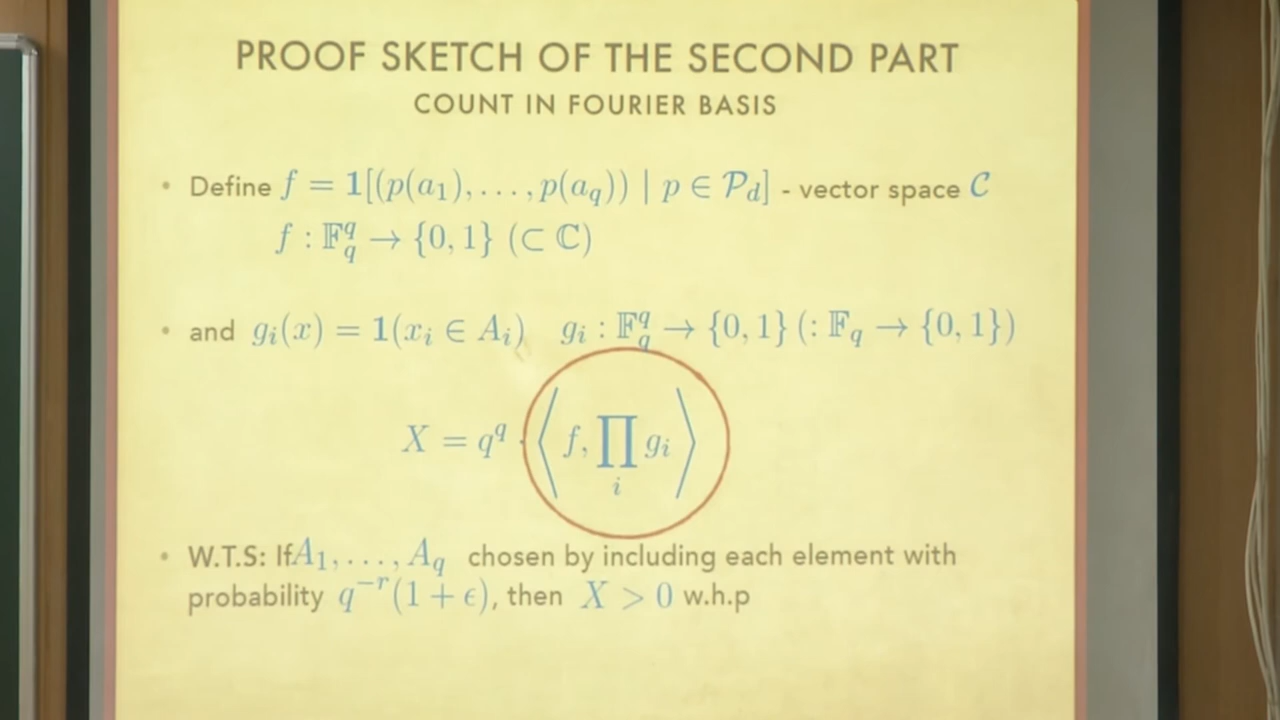 PROOF SKETCH OF THE SECOND PART
COUNT IN FOURIER BASIS
• Define f = 1[(p(a₁), . . . , p(a_q)) | p ∈ 𝒫_d] - vector space 𝒞
f : 𝔽_q^q → {0, 1} (⊂ ℂ)
• and g_i(x) = 1(x_i ∈ A_i) g_i : 𝔽_q^q → {0, 1} (: 𝔽_q → {0, 1})
X = q^q · ⟨f, ∏_i g_i⟩
• W.T.S: If A₁, . . . , A_q chosen by including each element with
probability q^{−r}(1 + ϵ), then X > 0 w.h.p